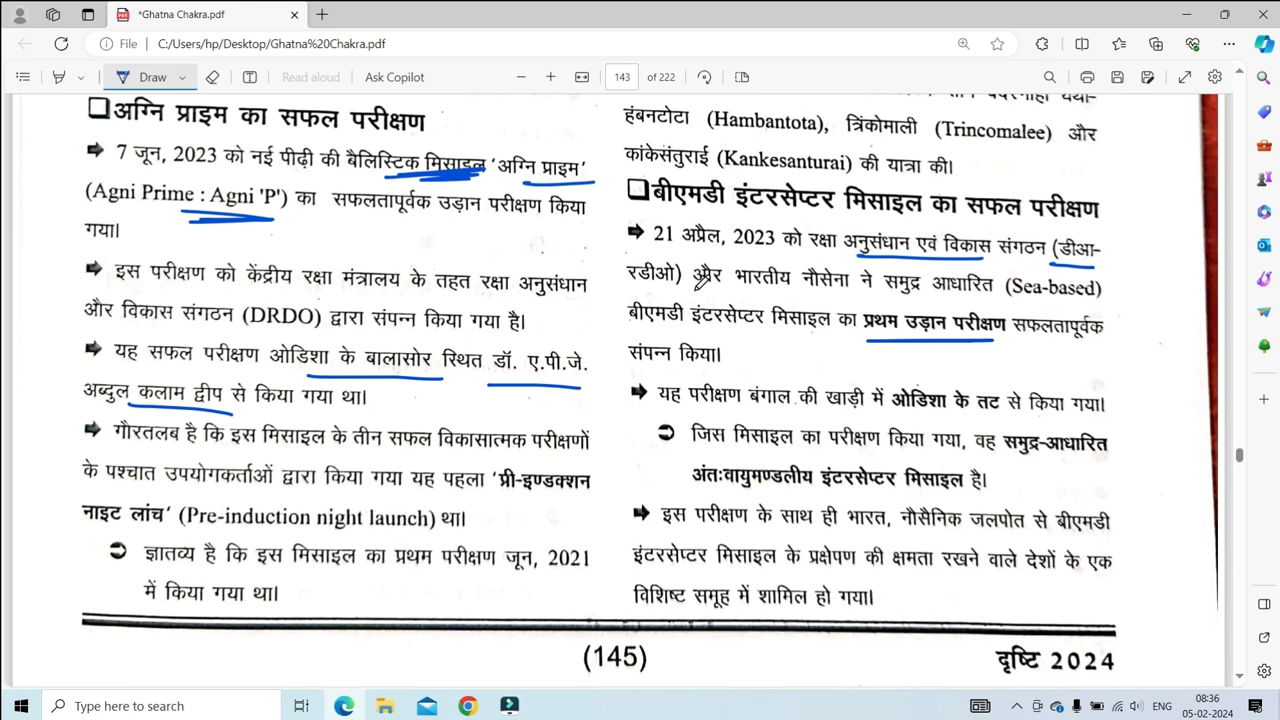 *Ghatna Chakra.pdf
File
C:/Users/hp/Desktop/Ghatna%20Chakra.pdf
Draw
Read aloud
Ask Copilot
143
of 222
❑अग्नि प्राइम का सफल परीक्षण
➡ 7 जून, 2023 को नई पीढ़ी की बैलिस्टिक मिसाइल 'अग्नि प्राइम'
(Agni Prime : Agni 'P') का सफलतापूर्वक उड़ान परीक्षण किया
गया।
➡ इस परीक्षण को केंद्रीय रक्षा मंत्रालय के तहत रक्षा अनुसंधान
और विकास संगठन (DRDO) द्वारा संपन्न किया गया है।
➡ यह सफल परीक्षण ओडिशा के बालासोर स्थित डॉ. ए.पी.जे.
अब्दुल कलाम द्वीप से किया गया था।
➡ गौरतलब है कि इस मिसाइल के तीन सफल विकासात्मक परीक्षणों
के पश्चात उपयोगकर्ताओं द्वारा किया गया यह पहला 'प्री-इण्डक्शन
नाइट लांच' (Pre-induction night launch) था।
➲ ज्ञातव्य है कि इस मिसाइल का प्रथम परीक्षण जून, 2021
में किया गया था।
हंबनटोटा (Hambantota), त्रिंकोमाली (Trincomalee) और
कांकेसंतुराई (Kankesanturai) की यात्रा की।
❑बीएमडी इंटरसेप्टर मिसाइल का सफल परीक्षण
➡ 21 अप्रैल, 2023 को रक्षा अनुसंधान एवं विकास संगठन (डीआ-
रडीओ) और भारतीय नौसेना ने समुद्र आधारित (Sea-based)
बीएमडी इंटरसेप्टर मिसाइल का प्रथम उड़ान परीक्षण सफलतापूर्वक
संपन्न किया।
➡ यह परीक्षण बंगाल की खाड़ी में ओडिशा के तट से किया गया।
➲ जिस मिसाइल का परीक्षण किया गया, वह समुद्र-आधारित
अंतःवायुमण्डलीय इंटरसेप्टर मिसाइल है।
➡ इस परीक्षण के साथ ही भारत, नौसैनिक जलपोत से बीएमडी
इंटरसेप्टर मिसाइल के प्रक्षेपण की क्षमता रखने वाले देशों के एक
विशिष्ट समूह में शामिल हो गया।
(145)
दृष्टि 2024
Type here to search
ENG
08:36
05-02-2024